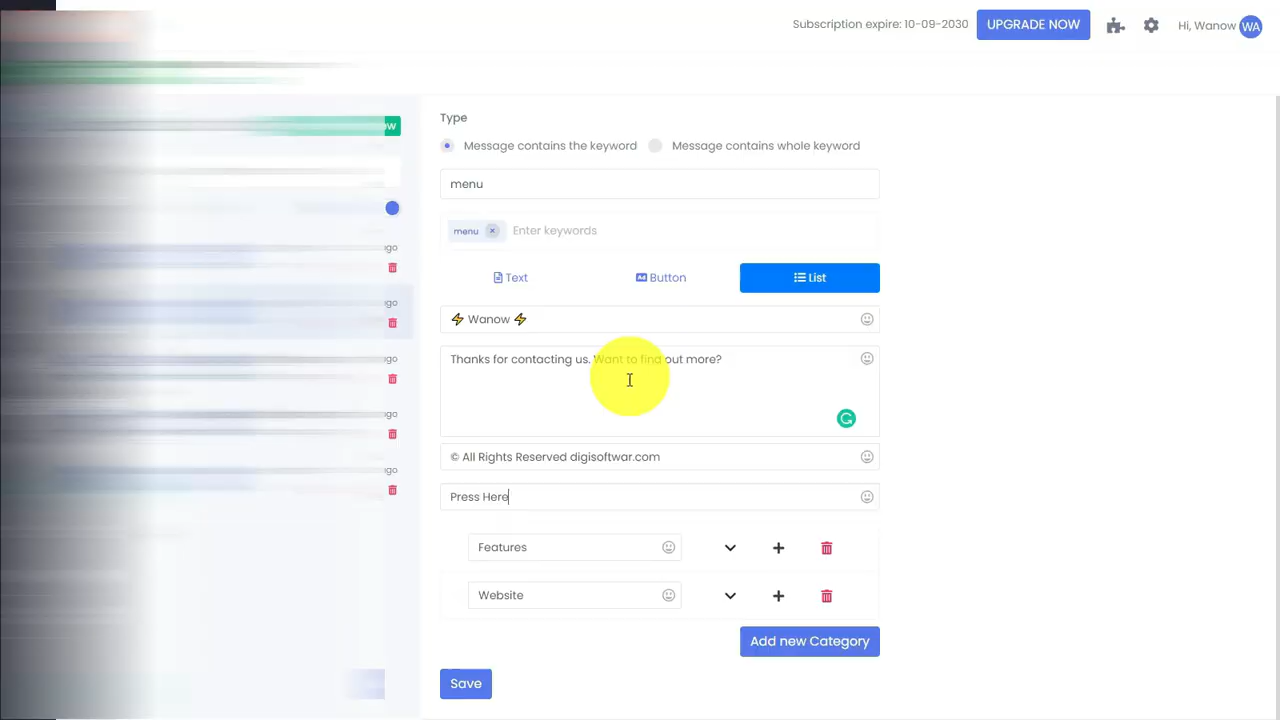 Subscription expire: 10-09-2030 UPGRADE NOW Hi, Wanow WA
Type
Message contains the keyword Message contains whole keyword
menu
menu × Enter keywords
Text Button List
⚡ Wanow ⚡
Thanks for contacting us. Want to find out more?
© All Rights Reserved digisoftwar.com
Press Here
Features
Website
Add new Category
Save